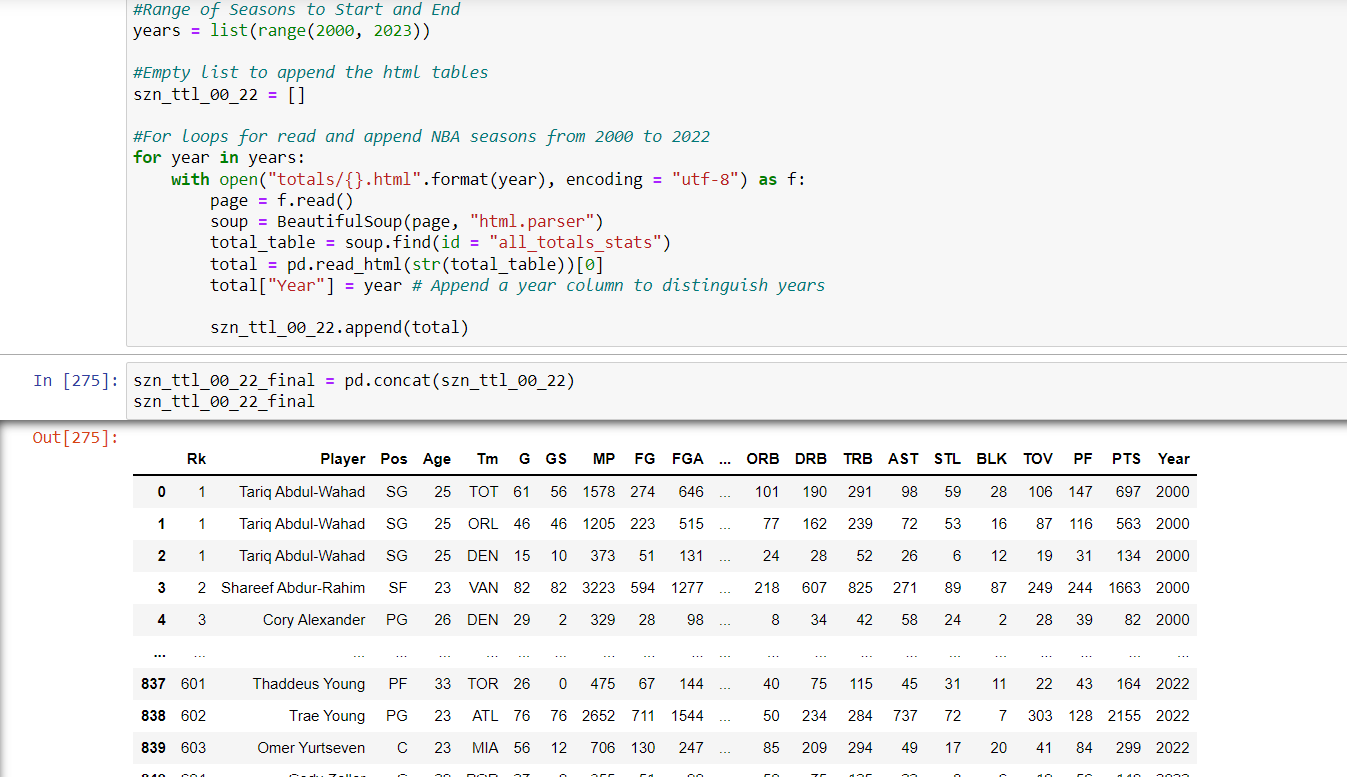 #Range of Seasons to Start and End
years = list(range(2000, 2023))
#Empty list to append the html tables
szn_ttl_00_22 = []
#For loops for read and append NBA seasons from 2000 to 2022
for year in years:
    with open("totals/{}.html".format(year), encoding = "utf-8") as f:
        page = f.read()
        soup = BeautifulSoup(page, "html.parser")
        total_table = soup.find(id = "all_totals_stats")
        total = pd.read_html(str(total_table))[0]
        total["Year"] = year # Append a year column to distinguish years
        szn_ttl_00_22.append(total)
In [275]: szn_ttl_00_22_final = pd.concat(szn_ttl_00_22)
szn_ttl_00_22_final
Out[275]:
Rk Player Pos Age Tm G GS MP FG FGA ... ORB DRB TRB AST STL BLK TOV PF PTS Year
0 1 Tariq Abdul-Wahad SG 25 TOT 61 56 1578 274 646 ... 101 190 291 98 59 28 106 147 697 2000
1 1 Tariq Abdul-Wahad SG 25 ORL 46 46 1205 223 515 ... 77 162 239 72 53 16 87 116 563 2000
2 1 Tariq Abdul-Wahad SG 25 DEN 15 10 373 51 131 ... 24 28 52 26 6 12 19 31 134 2000
3 2 Shareef Abdur-Rahim SF 23 VAN 82 82 3223 594 1277 ... 218 607 825 271 89 87 249 244 1663 2000
4 3 Cory Alexander PG 26 DEN 29 2 329 28 98 ... 8 34 42 58 24 2 28 39 82 2000
... ... ... ... ... ... ... ... ... ... ... ... ... ... ... ... ... ... ... ... ... ...
837 601 Thaddeus Young PF 33 TOR 26 0 475 67 144 ... 40 75 115 45 31 11 22 43 164 2022
838 602 Trae Young PG 23 ATL 76 76 2652 711 1544 ... 50 234 284 737 72 7 303 128 2155 2022
839 603 Omer Yurtseven C 23 MIA 56 12 706 130 247 ... 85 209 294 49 17 20 41 84 299 2022